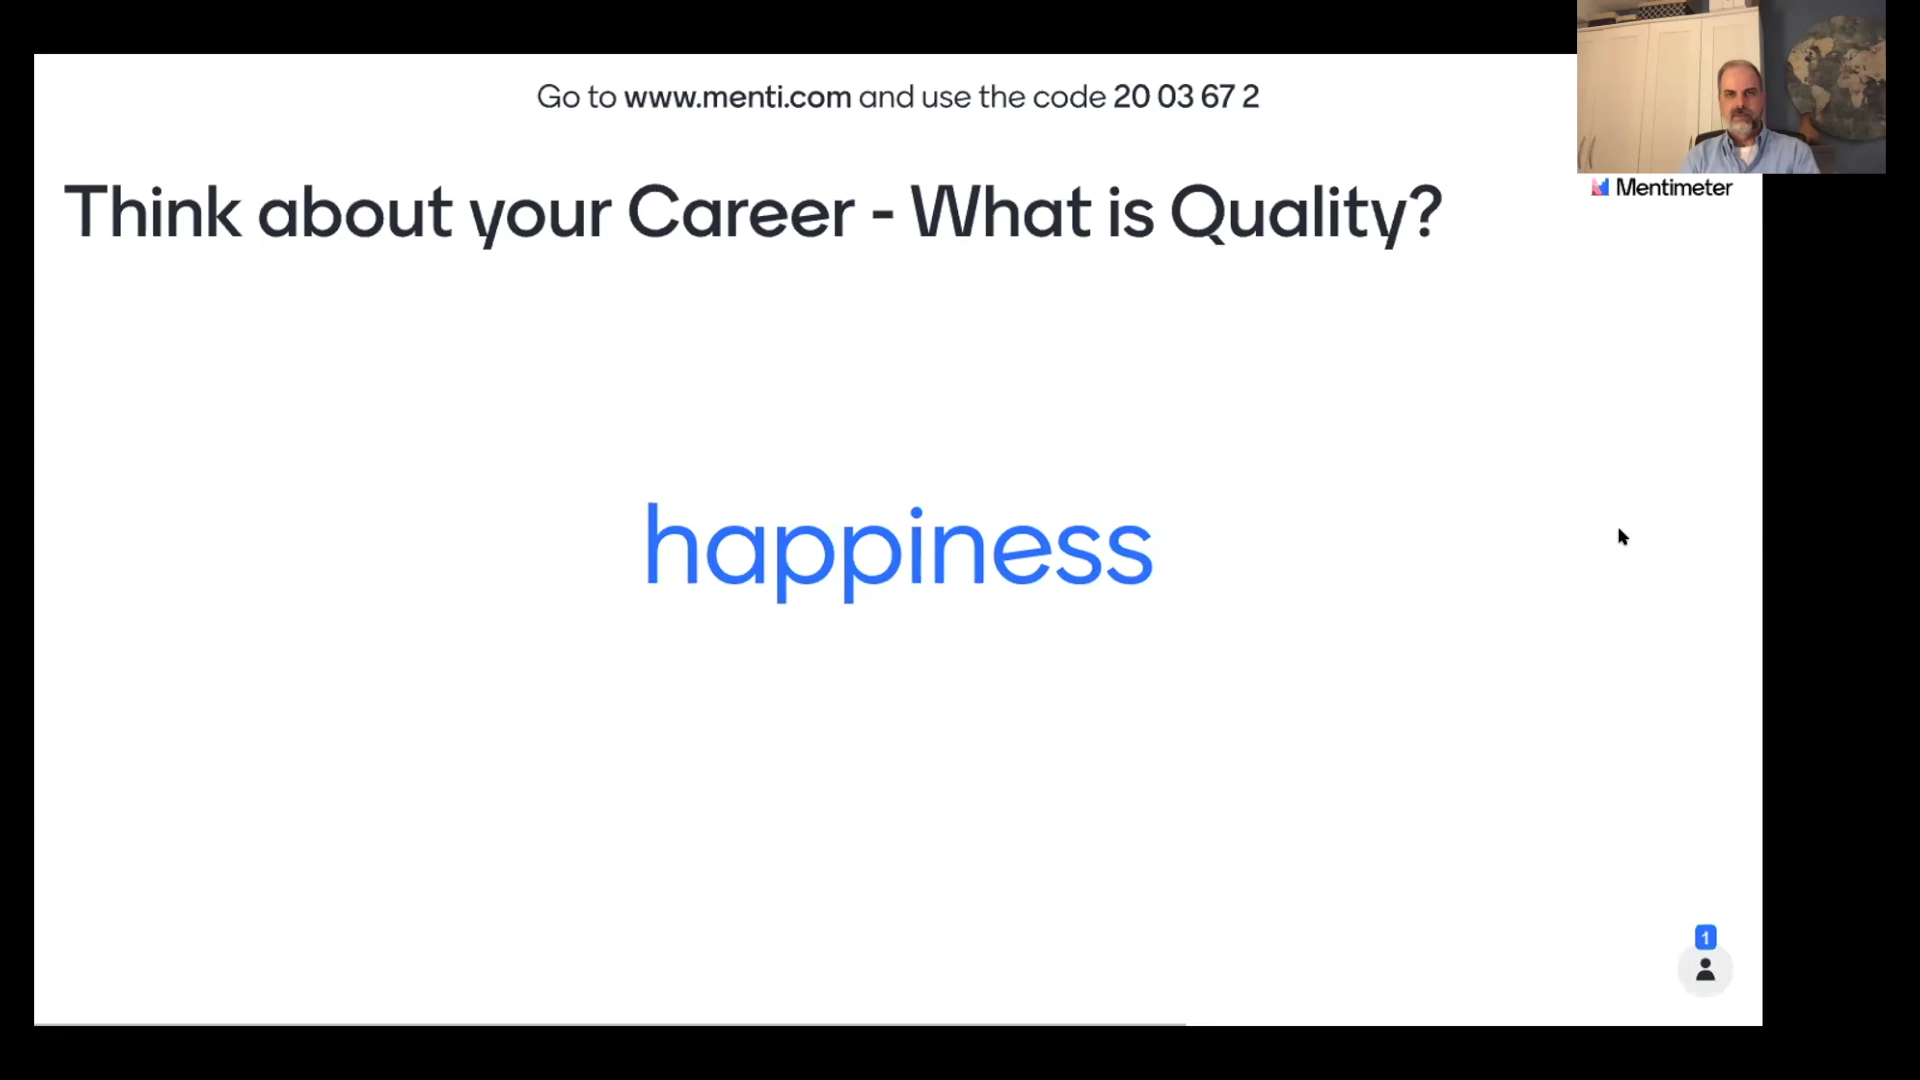 Go to www.menti.com and use the code 20 03 67 2
Mentimeter
Think about your Career - What is Quality?
happiness
1